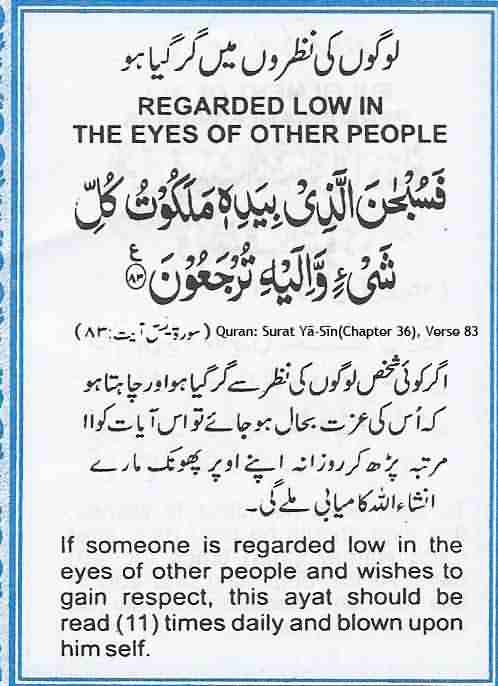 لوگوں کی نظروں میں گر گیا ہو
REGARDED LOW IN
THE EYES OF OTHER PEOPLE
فَسُبْحٰنَ الَّذِیْ بِیَدِهٖ مَلَكُوْتُ كُلِّ
شَیْءٍ وَّاِلَیْهِ تُرْجَعُوْنَ ع ﴿۸۳﴾
(سورۃ یٰسٓ آیت: ۸۳) Quran: Surat Yā-Sīn(Chapter 36), Verse 83
اگر کوئی شخص لوگوں کی نظر سے گر گیا ہو اور چاہتا ہو
کہ اُس کی عزت بحال ہو جائے تو اس آیات کو ۱۱
مرتبہ پڑھ کر روزانہ اپنے اوپر پھونک مارے
انشاءاللہ کامیابی ملے گی۔
If someone is regarded low in the
eyes of other people and wishes to
gain respect, this ayat should be
read (11) times daily and blown upon
him self.